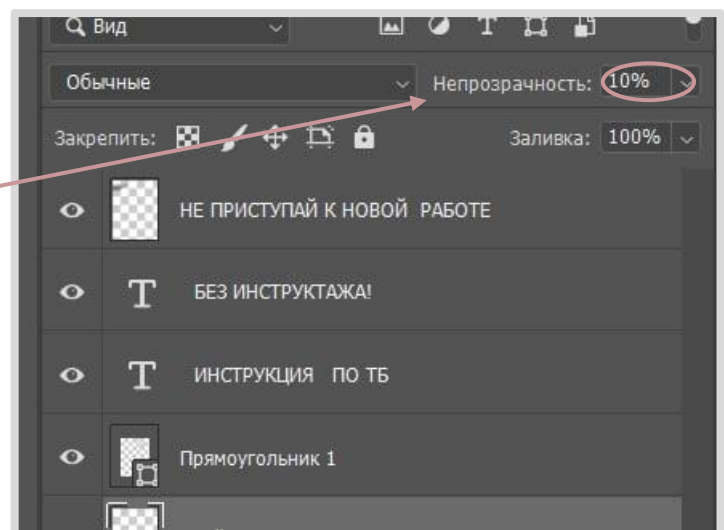 Вид
T
Обычные Непрозрачность: 10%
Закрепить: Заливка: 100%
НЕ ПРИСТУПАЙ К НОВОЙ РАБОТЕ
T БЕЗ ИНСТРУКТАЖА!
T ИНСТРУКЦИЯ ПО ТБ
Прямоугольник 1